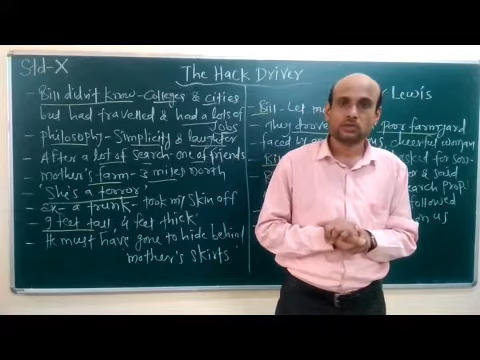 Std-X
The Hack Driver
Lewis
- Bill didn't know - Colleges & cities
but had travelled & had a lots of
Jobs
- Philosophy - Simplicity & laughter
- After a lot of search - one of friends
- mother's farm - 3 miles north
- 'She's a terror'
- Ex - a trunk - took my skin off
- 9 feet tall, 4 feet thick'
- He must have gone to hide behind
mother's skirts'
- Bill - Let me
- They drove poor farmyard
- faced by cheerful woman
asked for
& said
search prop
followed
us